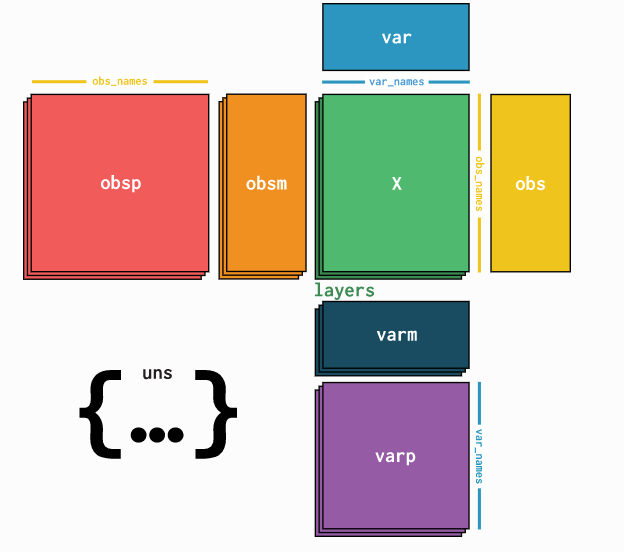 var
obs_names
var_names
obsp
obsm
X
obs_names
obs
layers
varm
uns
{...}
varp
var_names